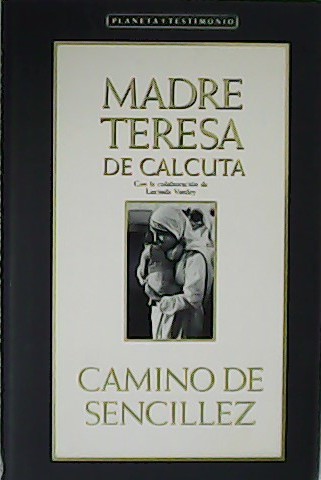 PLANETA Y TESTIMONIO
MADRE
TERESA
DE CALCUTA
Con la colaboración de
Lucinda Vardey
CAMINO DE
SENCILLEZ